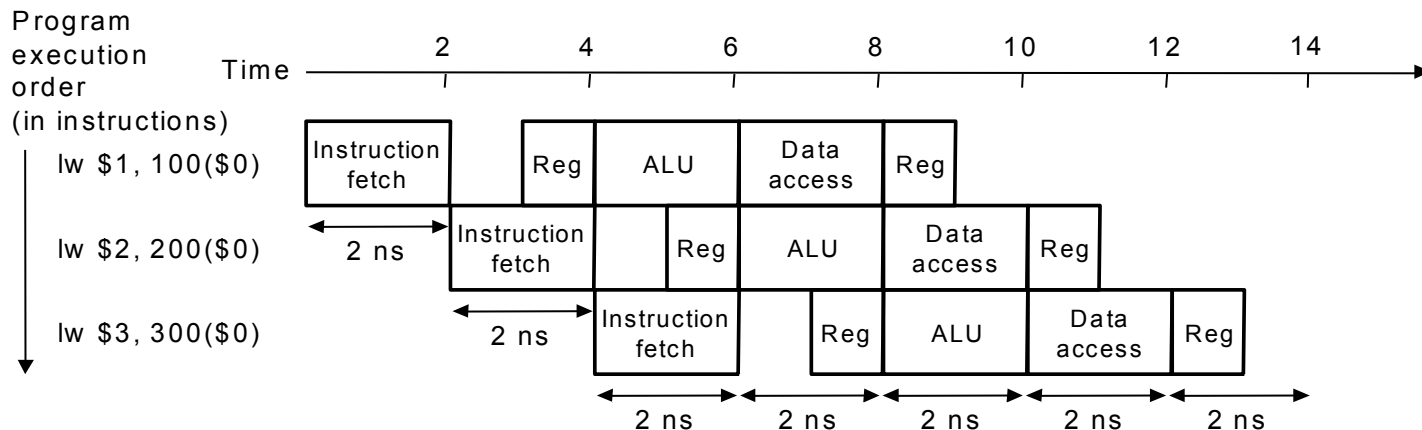 Program
execution
order
(in instructions)
Time
2 4 6 8 10 12 14
lw $1, 100($0)
Instruction
fetch
Reg
ALU
Data
access
Reg
2 ns
lw $2, 200($0)
Instruction
fetch
Reg
ALU
Data
access
Reg
2 ns
lw $3, 300($0)
Instruction
fetch
Reg
ALU
Data
access
Reg
2 ns 2 ns 2 ns 2 ns 2 ns